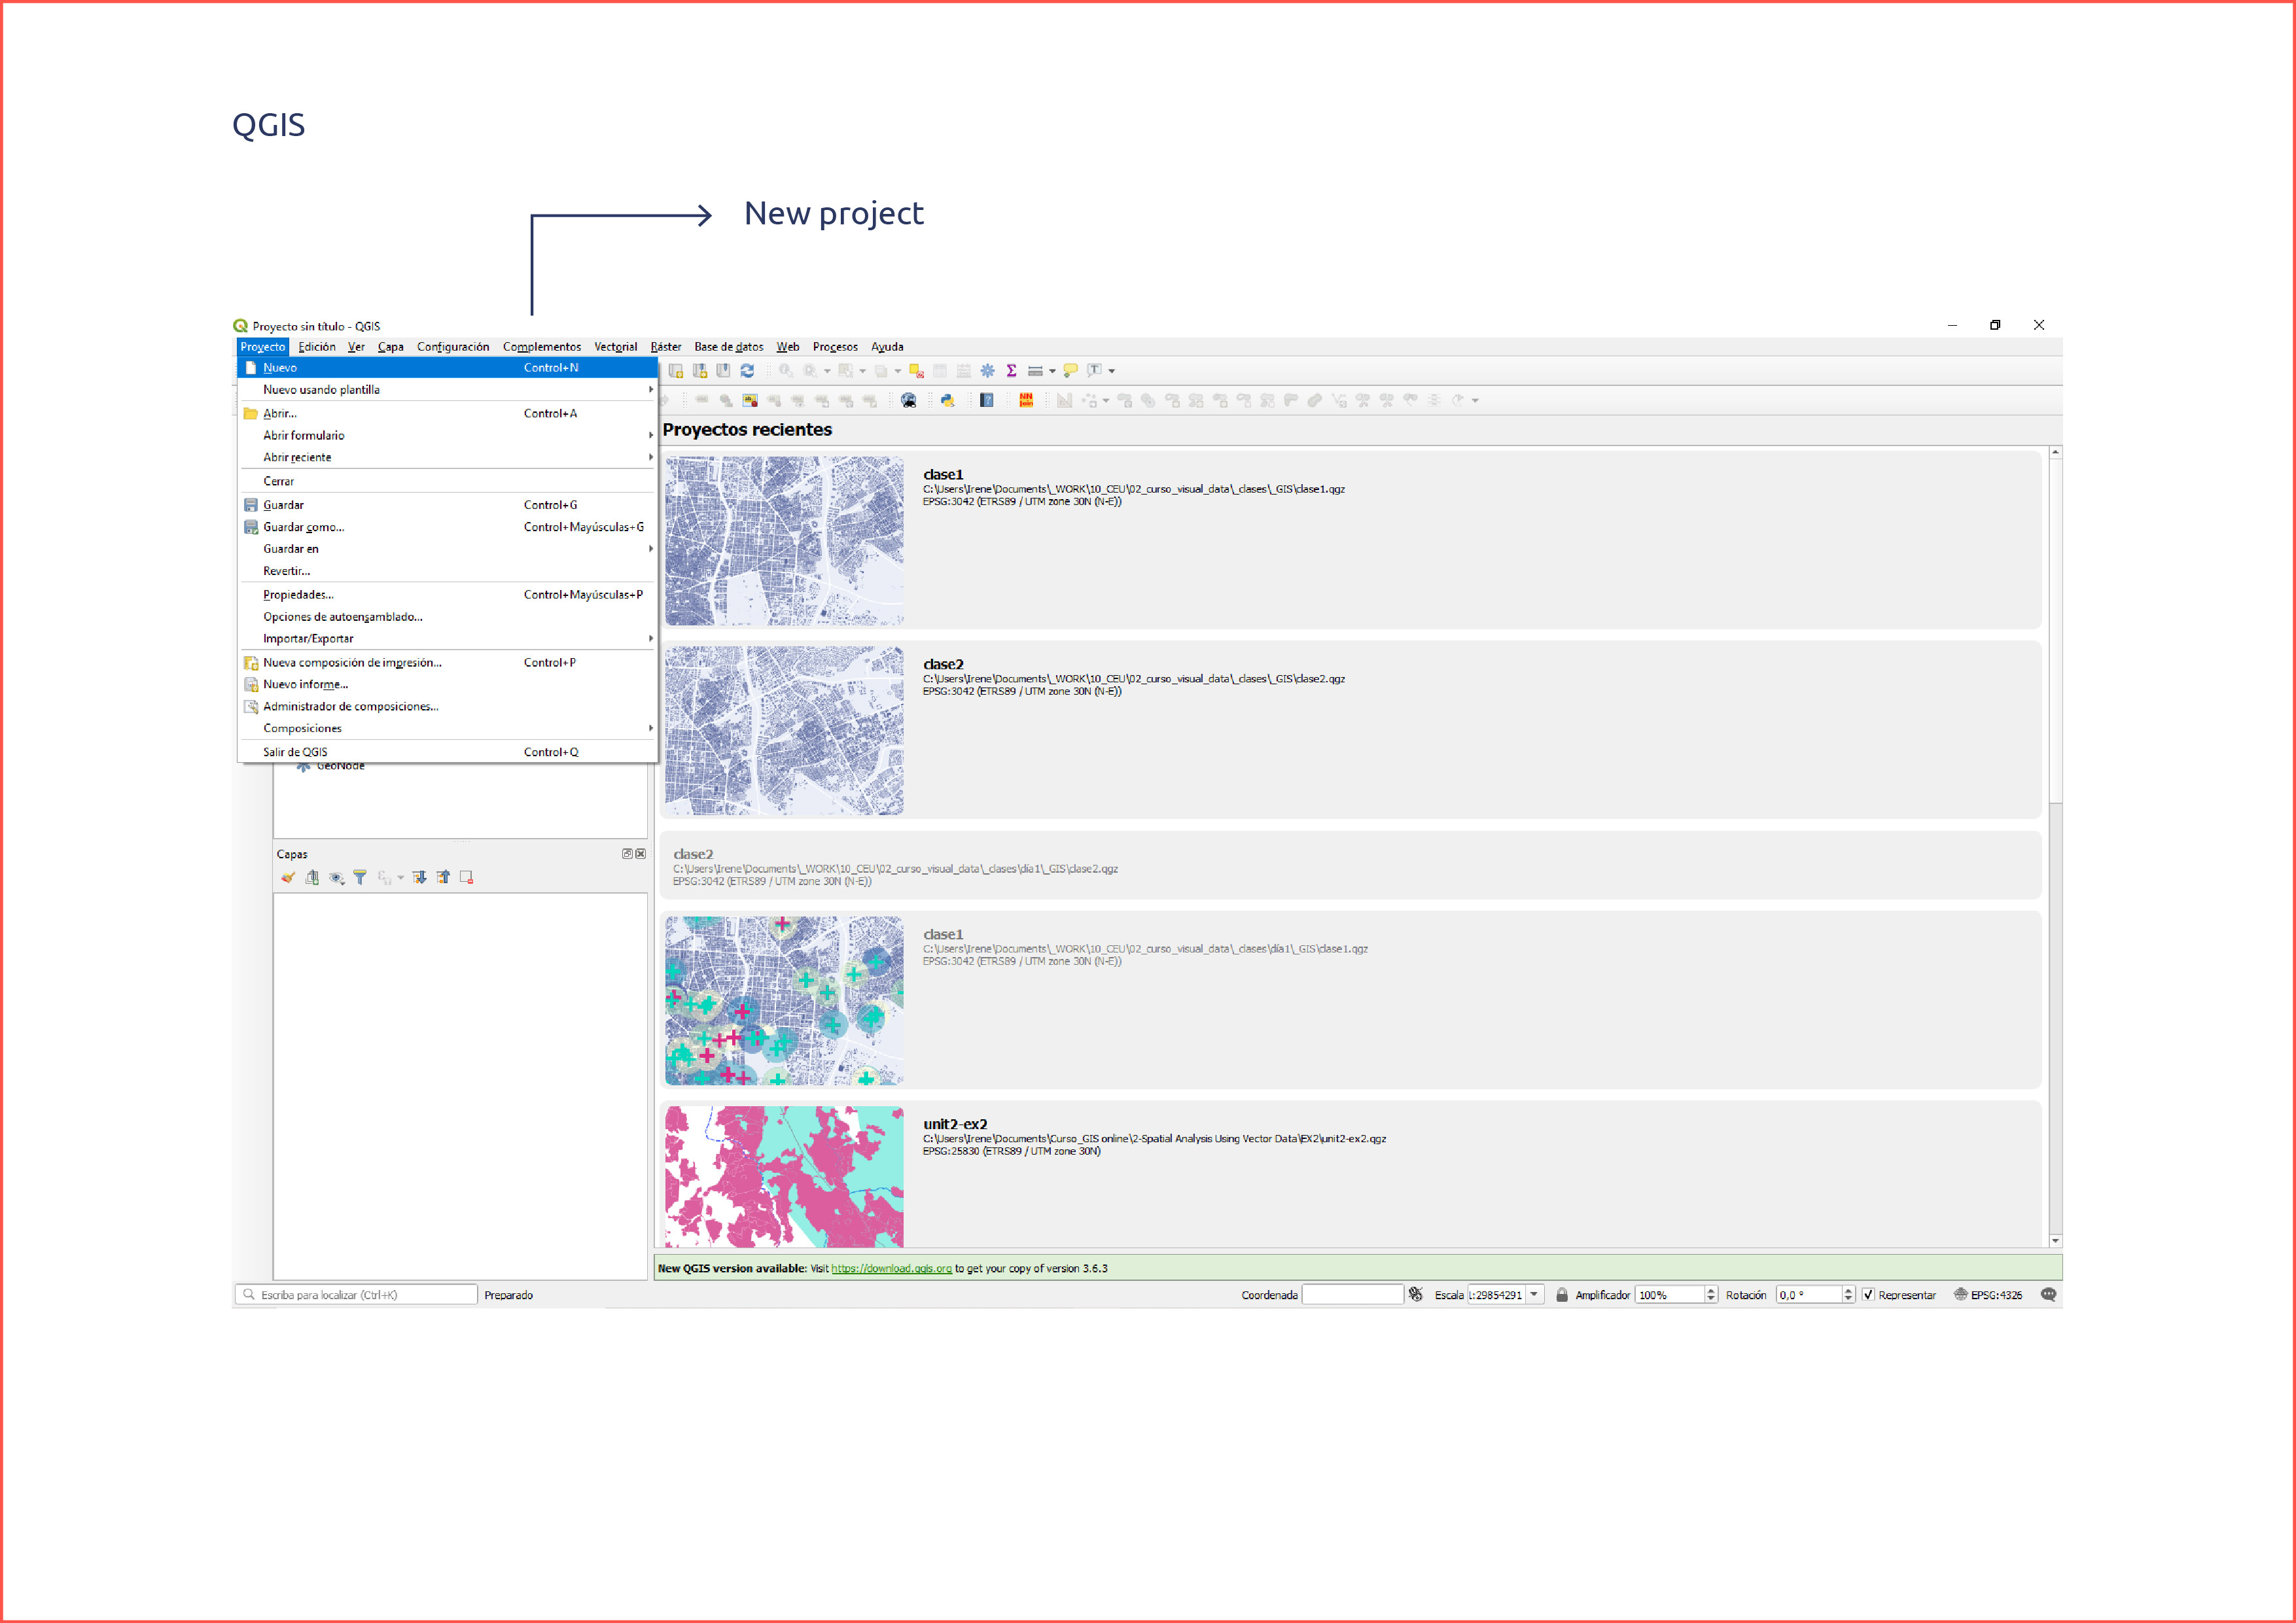 QGIS
New project
Proyecto sin título - QGIS
Proyecto Edición Ver Capa Configuración Complementos Vectorial Ráster Base de datos Web Procesos Ayuda
Nuevo Control+N
Nuevo usando plantilla
Abrir... Control+A
Abrir formulario
Abrir reciente
Cerrar
Guardar Control+G
Guardar como... Control+Mayúsculas+G
Guardar en
Revertir...
Propiedades... Control+Mayúsculas+P
Opciones de autoensamblado...
Importar/Exportar
Nueva composición de impresión... Control+P
Nuevo informe...
Administrador de composiciones...
Composiciones
Salir de QGIS Control+Q
GeoNode
Capas
Proyectos recientes
clase1
C:\Users\Irene\Documents\_WORK\10_CEU\02_curso_visual_data\_clases\_GIS\clase1.qgz
EPSG:3042 (ETRS89 / UTM zone 30N (N-E))
clase2
C:\Users\Irene\Documents\_WORK\10_CEU\02_curso_visual_data\_clases\_GIS\clase2.qgz
EPSG:3042 (ETRS89 / UTM zone 30N (N-E))
clase2
C:\Users\Irene\Documents\_WORK\10_CEU\02_curso_visual_data\_clases\día1\_GIS\clase2.qgz
EPSG:3042 (ETRS89 / UTM zone 30N (N-E))
clase1
C:\Users\Irene\Documents\_WORK\10_CEU\02_curso_visual_data\_clases\día1\_GIS\clase1.qgz
EPSG:3042 (ETRS89 / UTM zone 30N (N-E))
unit2-ex2
C:\Users\Irene\Documents\Curso_GIS online\2-Spatial Analysis Using Vector Data\EX2\unit2-ex2.qgz
EPSG:25830 (ETRS89 / UTM zone 30N)
New QGIS version available: Visit https://download.qgis.org to get your copy of version 3.6.3
Escriba para localizar (Ctrl+K) Preparado Coordenada Escala 1:29854291 Amplificador 100% Rotación 0,0 ° Representar EPSG:4326